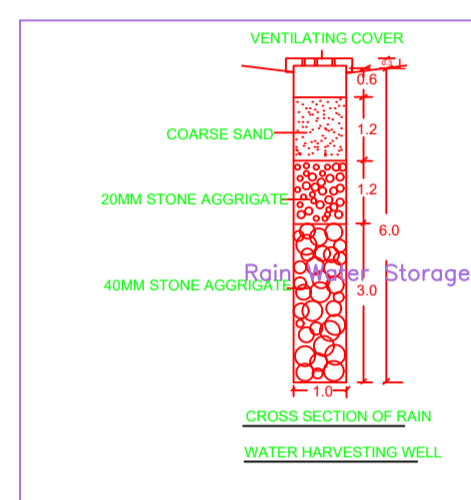 VENTILATING COVER
0.6
COARSE SAND
1.2
20MM STONE AGGRIGATE
1.2
6.0
Rain Water Storage
40MM STONE AGGRIGATE
3.0
1.0
CROSS SECTION OF RAIN
WATER HARVESTING WELL